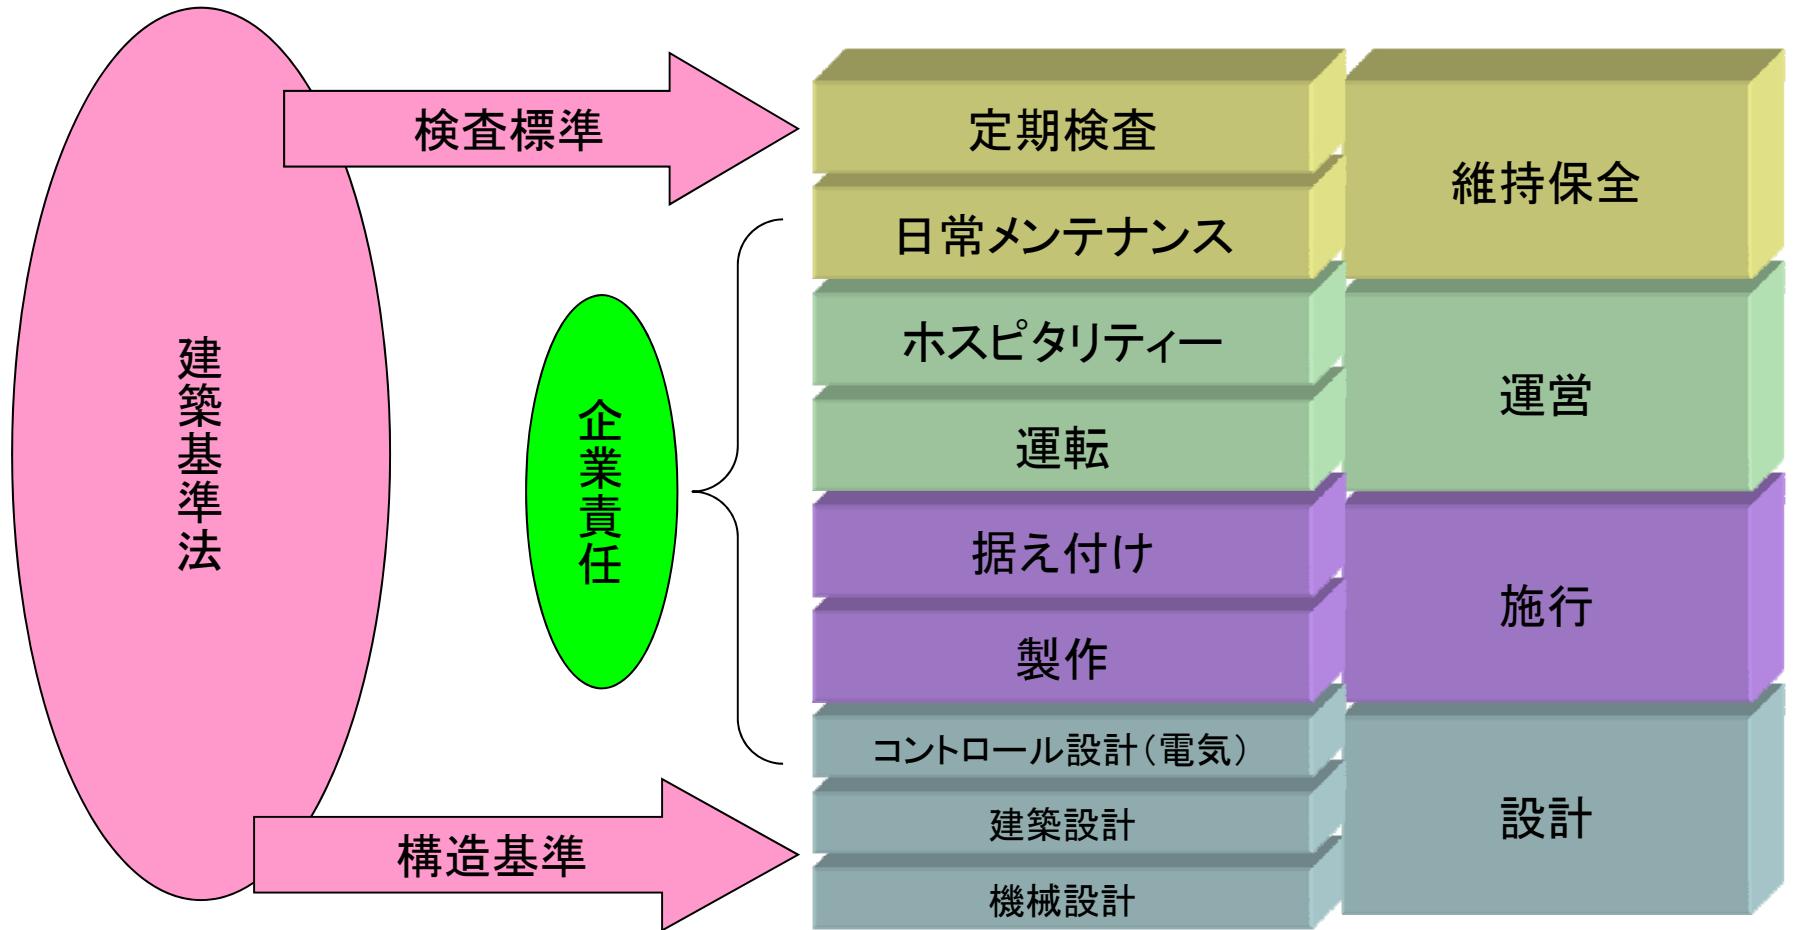 建築基準法
検査標準
企業責任
構造基準
定期検査
日常メンテナンス
ホスピタリティー
運転
据え付け
製作
コントロール設計(電気)
建築設計
機械設計
維持保全
運営
施行
設計